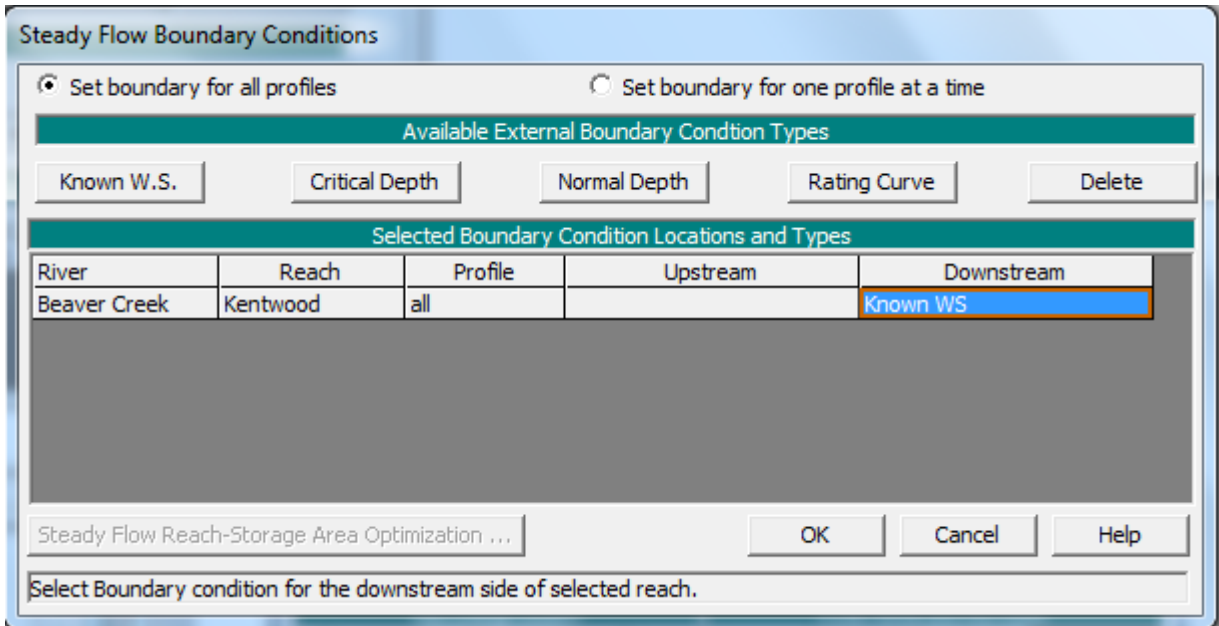 Steady Flow Boundary Conditions
Set boundary for all profiles Set boundary for one profile at a time
Available External Boundary Condtion Types
Known W.S. Critical Depth Normal Depth Rating Curve Delete
Selected Boundary Condition Locations and Types
River Reach Profile Upstream Downstream
Beaver Creek Kentwood all Known WS
Steady Flow Reach-Storage Area Optimization ... OK Cancel Help
Select Boundary condition for the downstream side of selected reach.